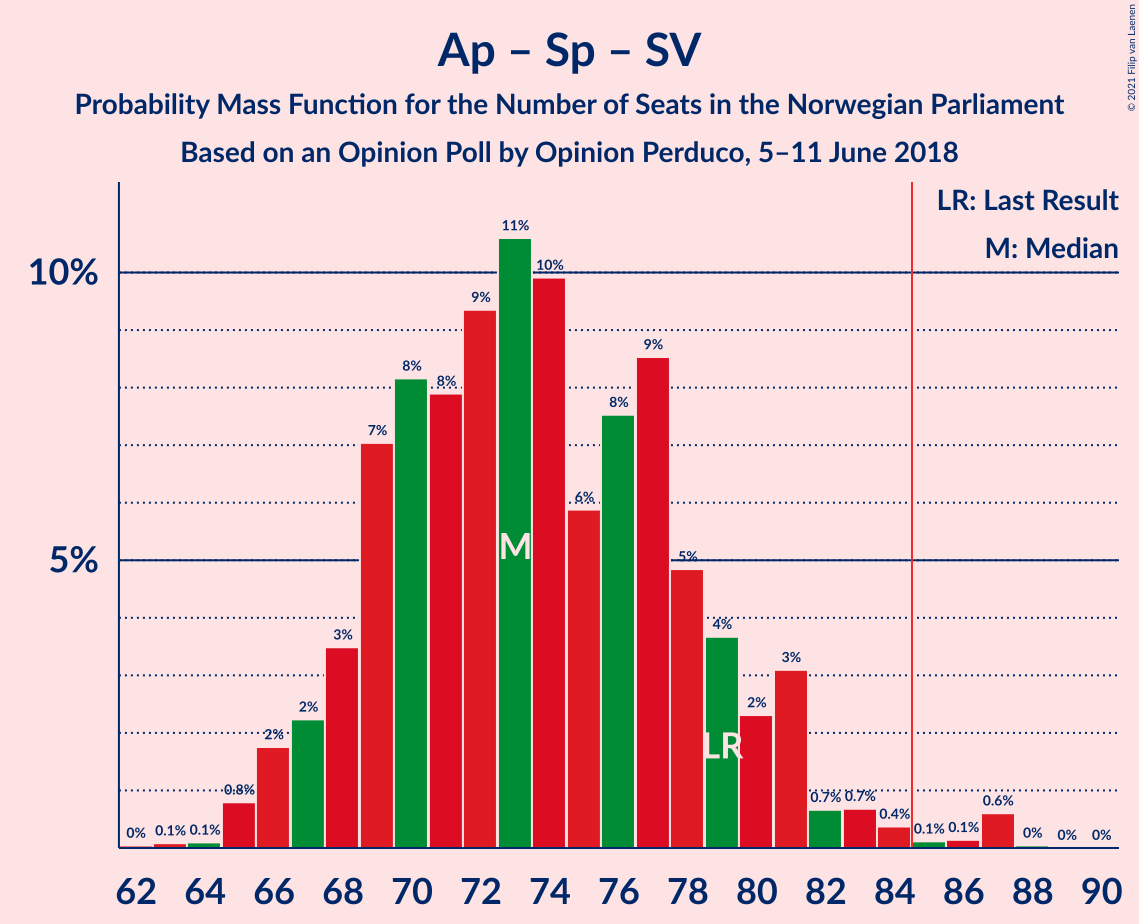 Ap – Sp – SV
Probability Mass Function for the Number of Seats in the Norwegian Parliament
Based on an Opinion Poll by Opinion Perduco, 5–11 June 2018
© 2021 Filip van Laenen
LR: Last Result
M: Median
10%
5%
0% 0.1% 0.1% 0.8% 2% 2% 3% 7% 8% 8% 9% 11% 10% 6% 8% 9% 5% 4% 2% 3% 0.7% 0.7% 0.4% 0.1% 0.1% 0.6% 0% 0% 0%
M
LR
62 64 66 68 70 72 74 76 78 80 82 84 86 88 90